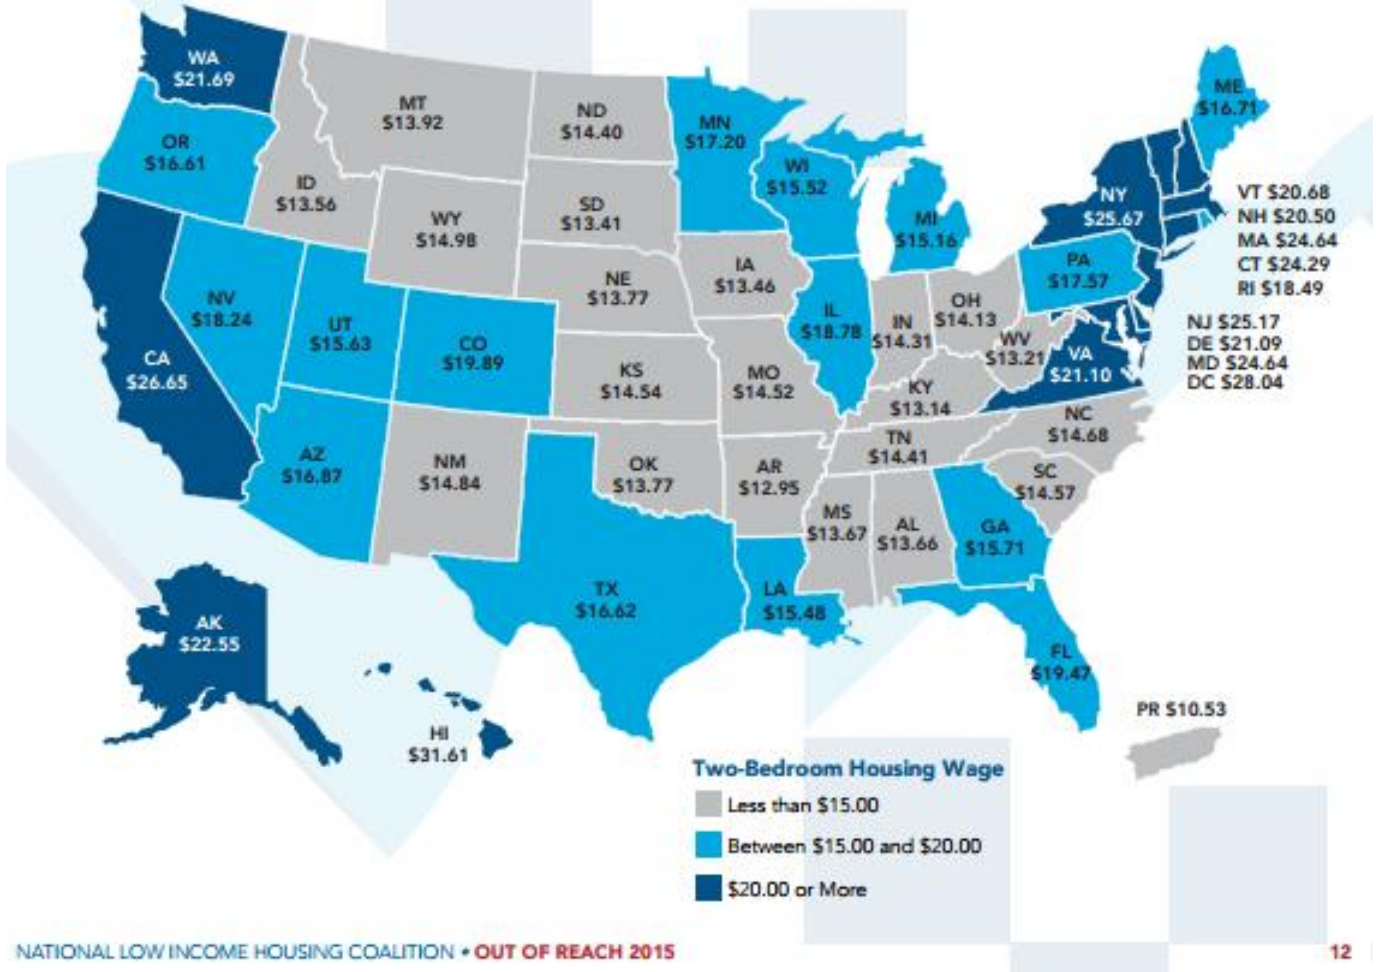 WA
$21.69
MT
$13.92
ND
$14.40
MN
$17.20
ME
$16.71
OR
$16.61
ID
$13.56
WY
$14.98
SD
$13.41
WI
$15.52
MI
$15.16
NY
$25.67
VT $20.68
NH $20.50
MA $24.64
CT $24.29
RI $18.49
NV
$18.24
UT
$15.63
CO
$19.89
NE
$13.77
IA
$13.46
IL
$18.78
IN
$14.31
OH
$14.13
PA
$17.57
NJ $25.17
DE $21.09
MD $24.64
DC $28.04
CA
$26.65
KS
$14.54
MO
$14.52
KY
$13.14
WV
$13.21
VA
$21.10
AZ
$16.87
NM
$14.84
OK
$13.77
AR
$12.95
TN
$14.41
NC
$14.68
SC
$14.57
MS
$13.67
AL
$13.66
GA
$15.71
TX
$16.62
LA
$15.48
FL
$19.47
AK
$22.55
HI
$31.61
PR $10.53
Two-Bedroom Housing Wage
Less than $15.00
Between $15.00 and $20.00
$20.00 or More
NATIONAL LOW INCOME HOUSING COALITION • OUT OF REACH 2015
12